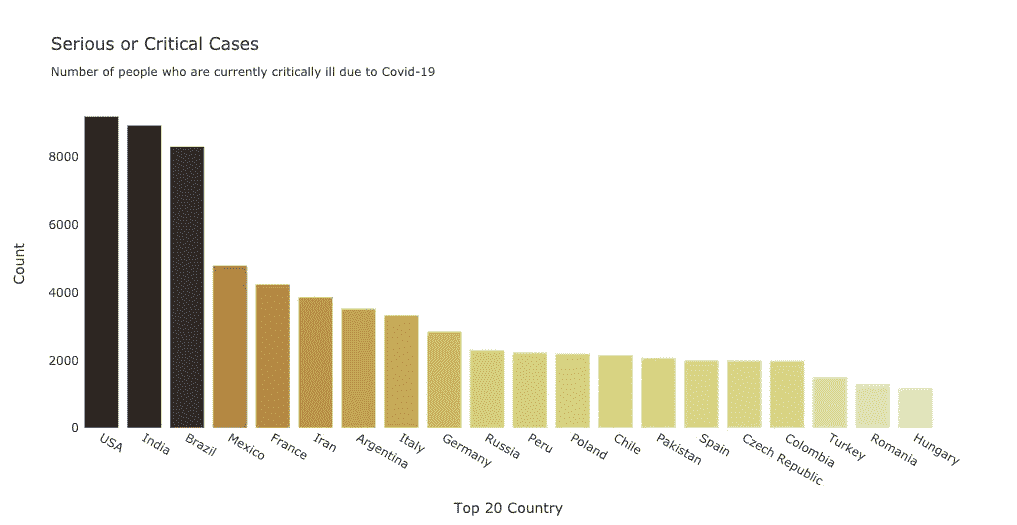 Serious or Critical Cases
Number of people who are currently critically ill due to Covid-19
Count
8000
6000
4000
2000
0
USA
India
Brazil
Mexico
France
Iran
Argentina
Italy
Germany
Russia
Peru
Poland
Chile
Pakistan
Spain
Czech Republic
Colombia
Turkey
Romania
Hungary
Top 20 Country